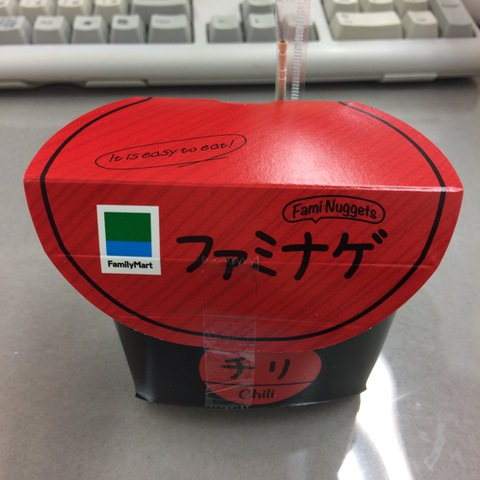 It is easy to eat!
Fami Nuggets
FamilyMart
ファミナゲ
チリ
Chili